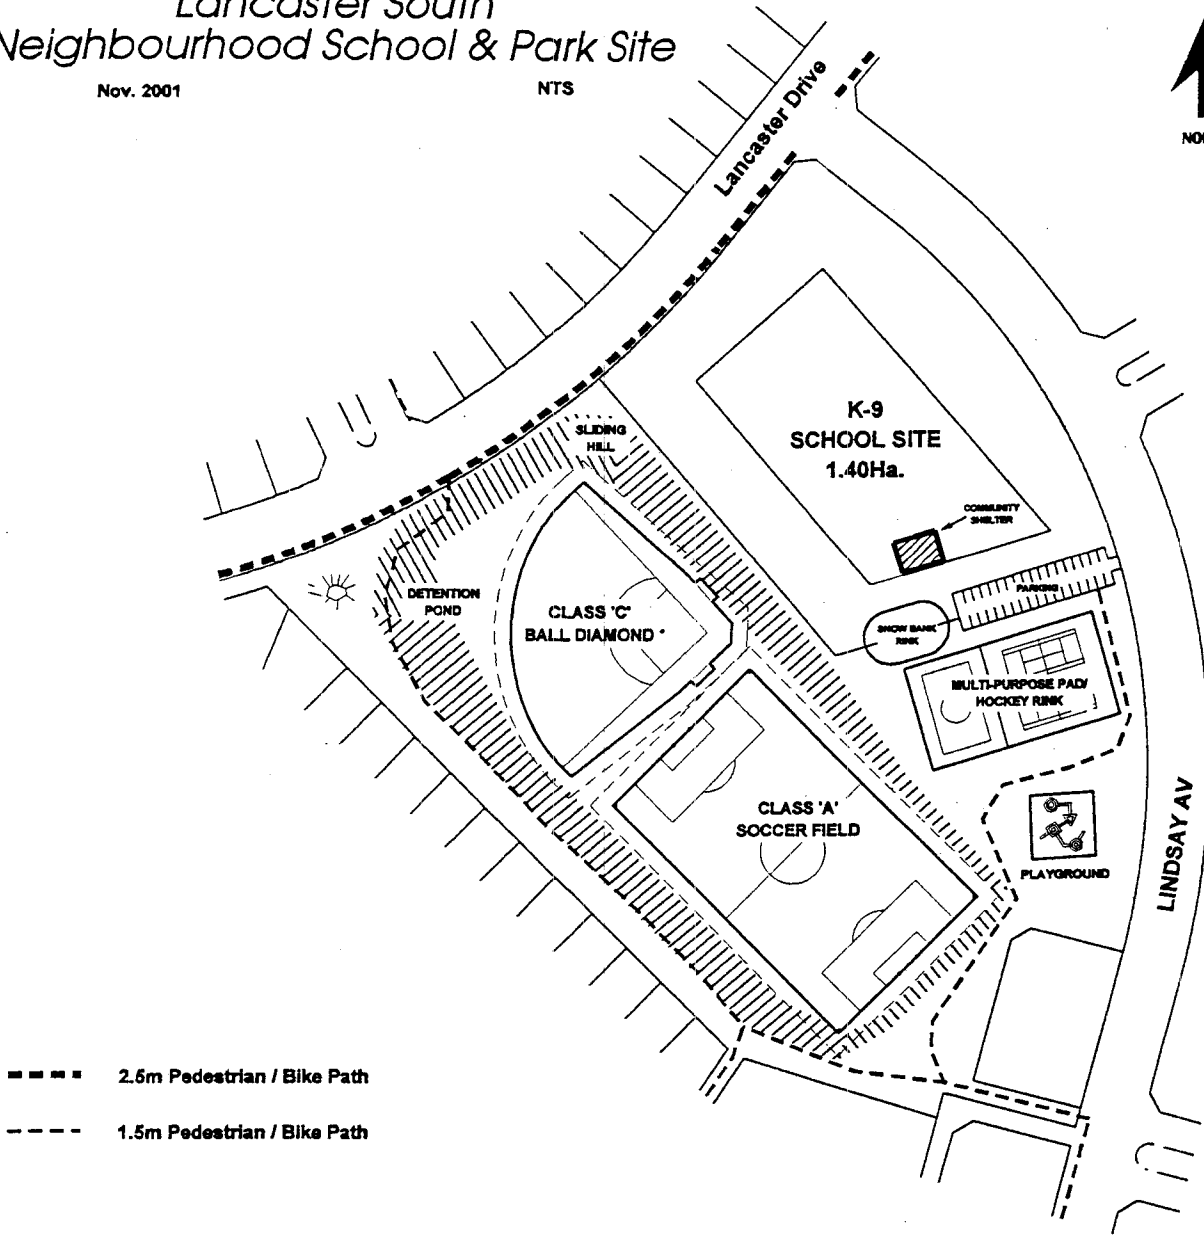 Lancaster South
Neighbourhood School & Park Site
Nov. 2001
NTS
Lancaster Drive
K-9
SCHOOL SITE
1.40Ha.
SLIDING
HILL
COMMUNITY
SHELTER
PARKING
DETENTION
POND
CLASS 'C'
BALL DIAMOND
SNOW BANK
RINK
MULTI-PURPOSE PAD/
HOCKEY RINK
CLASS 'A'
SOCCER FIELD
PLAYGROUND
LINDSAY AV
2.5m Pedestrian / Bike Path
1.5m Pedestrian / Bike Path